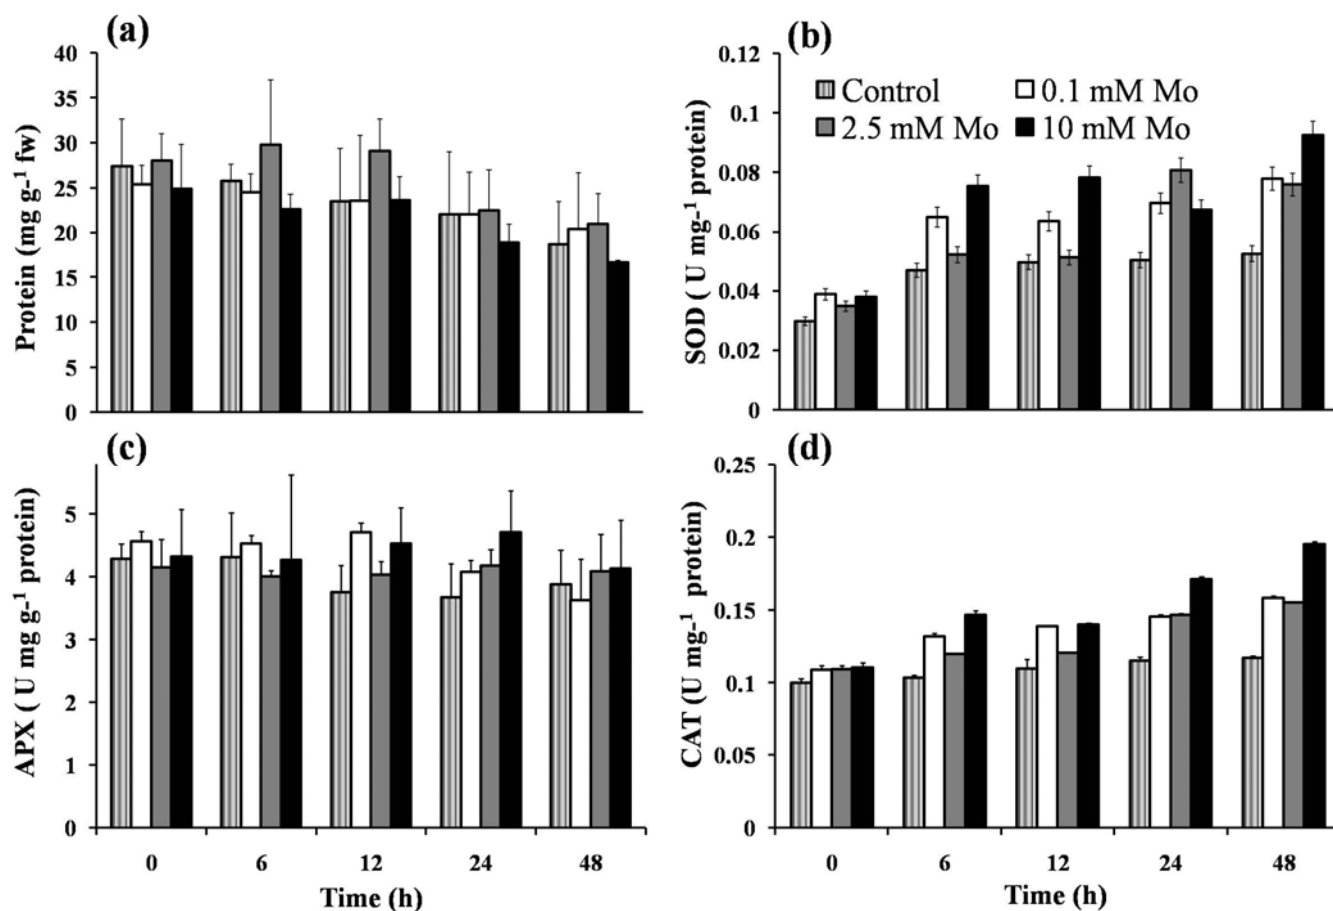 (a)
40
35
30
25
20
15
10
5
0
Protein (mg g-¹ fw)
(b)
0.12
0.1
0.08
0.06
0.04
0.02
0
SOD ( U mg-¹ protein)
Control 0.1 mM Mo
2.5 mM Mo 10 mM Mo
(c)
5
4
3
2
1
0
APX ( U mg g-¹ protein)
0 6 12 24 48
Time (h)
(d)
0.25
0.2
0.15
0.1
0.05
0
CAT (U mg-¹ protein)
0 6 12 24 48
Time (h)